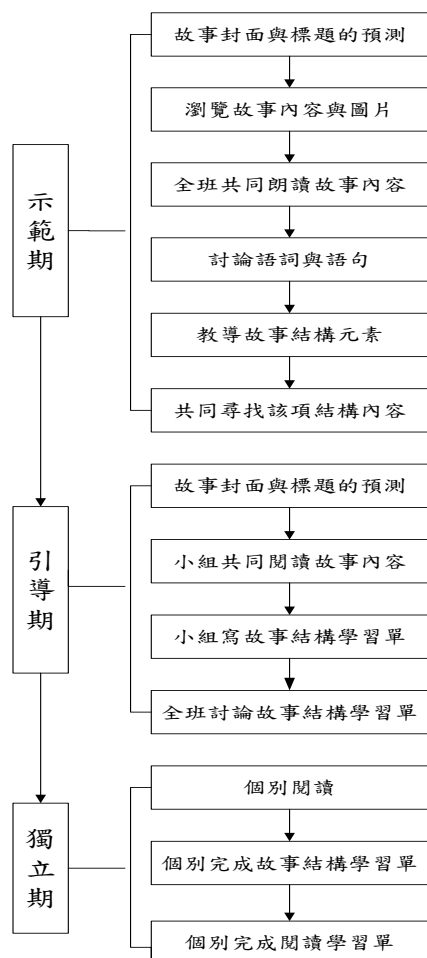 示範期
故事封面與標題的預測
瀏覽故事內容與圖片
全班共同朗讀故事內容
討論語詞與語句
教導故事結構元素
共同尋找該項結構內容
引導期
故事封面與標題的預測
小組共同閱讀故事內容
小組寫故事結構學習單
全班討論故事結構學習單
獨立期
個別閱讀
個別完成故事結構學習單
個別完成閱讀學習單